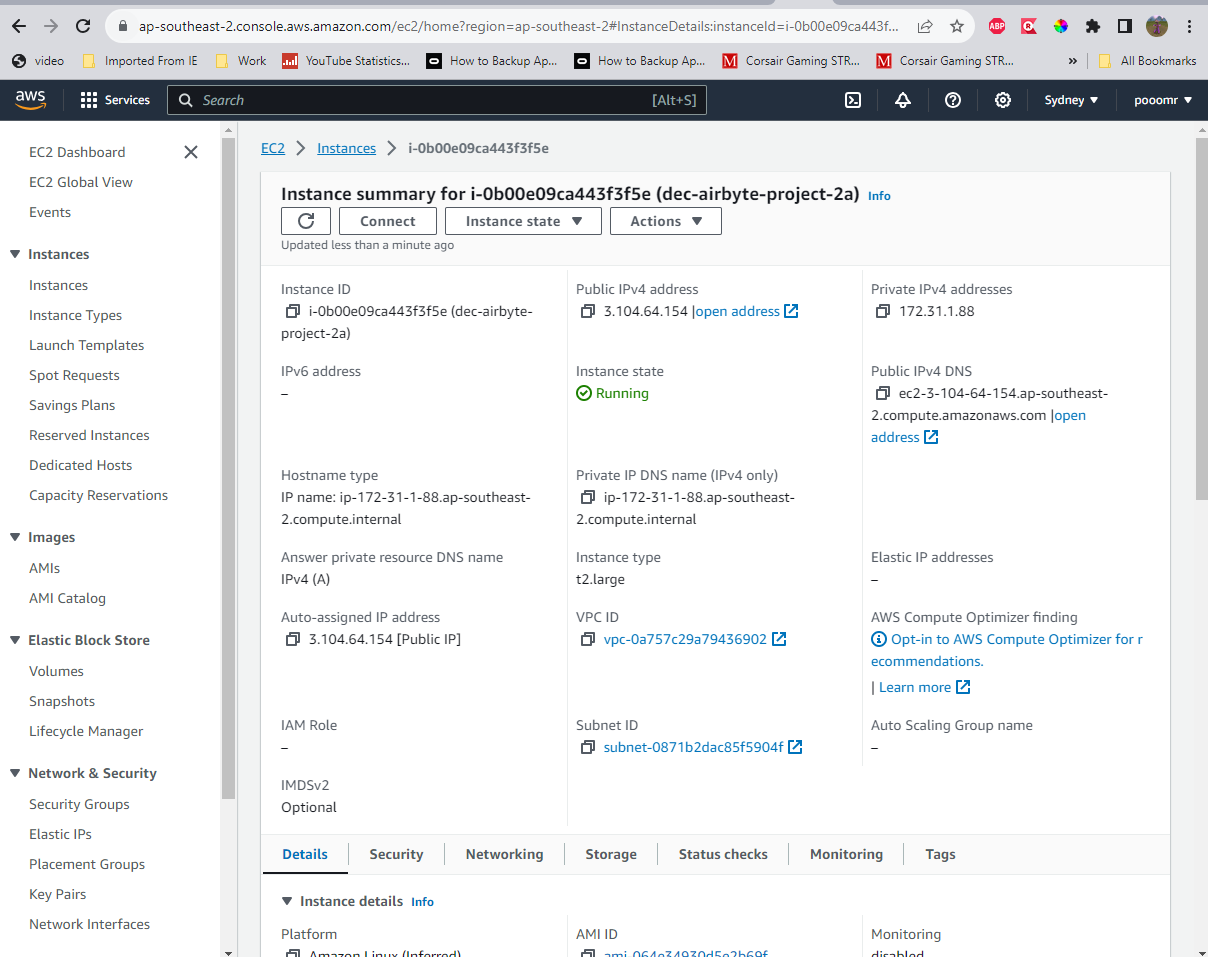 ap-southeast-2.console.aws.amazon.com/ec2/home?region=ap-southeast-2#InstanceDetails:instanceId=i-0b00e09ca443f...
ABP
video Imported From IE Work YouTube Statistics... How to Backup Ap... How to Backup Ap... M Corsair Gaming STR... M Corsair Gaming STR... » All Bookmarks
aws Services Search [Alt+S] Sydney pooomr
EC2 Dashboard
EC2 Global View
Events
Instances
Instances
Instance Types
Launch Templates
Spot Requests
Savings Plans
Reserved Instances
Dedicated Hosts
Capacity Reservations
Images
AMIs
AMI Catalog
Elastic Block Store
Volumes
Snapshots
Lifecycle Manager
Network & Security
Security Groups
Elastic IPs
Placement Groups
Key Pairs
Network Interfaces
EC2 > Instances > i-0b00e09ca443f3f5e
Instance summary for i-0b00e09ca443f3f5e (dec-airbyte-project-2a) Info
Connect Instance state Actions
Updated less than a minute ago
Instance ID
i-0b00e09ca443f3f5e (dec-airbyte-
project-2a)
Public IPv4 address
3.104.64.154 |open address
Private IPv4 addresses
172.31.1.88
IPv6 address
–
Instance state
Running
Public IPv4 DNS
ec2-3-104-64-154.ap-southeast-
2.compute.amazonaws.com |open
address
Hostname type
IP name: ip-172-31-1-88.ap-southeast-
2.compute.internal
Private IP DNS name (IPv4 only)
ip-172-31-1-88.ap-southeast-
2.compute.internal
Answer private resource DNS name
IPv4 (A)
Instance type
t2.large
Elastic IP addresses
–
Auto-assigned IP address
3.104.64.154 [Public IP]
VPC ID
vpc-0a757c29a79436902
AWS Compute Optimizer finding
Opt-in to AWS Compute Optimizer for r
ecommendations.
| Learn more
IAM Role
–
Subnet ID
subnet-0871b2dac85f5904f
Auto Scaling Group name
–
IMDSv2
Optional
Details Security Networking Storage Status checks Monitoring Tags
Instance details Info
Platform
Amazon Linux (Inferred)
AMI ID
ami-064e34930d5e2b69f
Monitoring
disabled